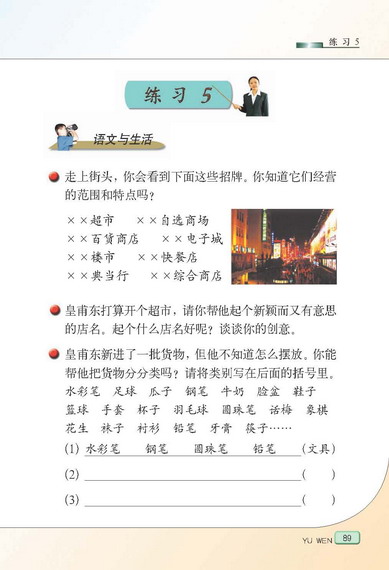 练习5
练习 5
语文与生活
走上街头，你会看到下面这些招牌。你知道它们经营
的范围和特点吗？
××超市 ××自选商场
××百货商店 ××电子城
××楼市 ××快餐店
××典当行 ××综合商店
皇甫东打算开个超市，请你帮他起个新颖而又有意思
的店名。起个什么店名好呢？谈谈你的创意。
皇甫东新进了一批货物，但他不知道怎么摆放。你能
帮他把货物分分类吗？请将类别写在后面的括号里。
水彩笔 足球 瓜子 钢笔 牛奶 脸盆 鞋子
篮球 手套 杯子 羽毛球 圆珠笔 话梅 象棋
花生 袜子 衬衫 铅笔 牙膏 筷子……
(1) 水彩笔 钢笔 圆珠笔 铅笔 (文具)
(2) ( )
(3) ( )
YU WEN 89